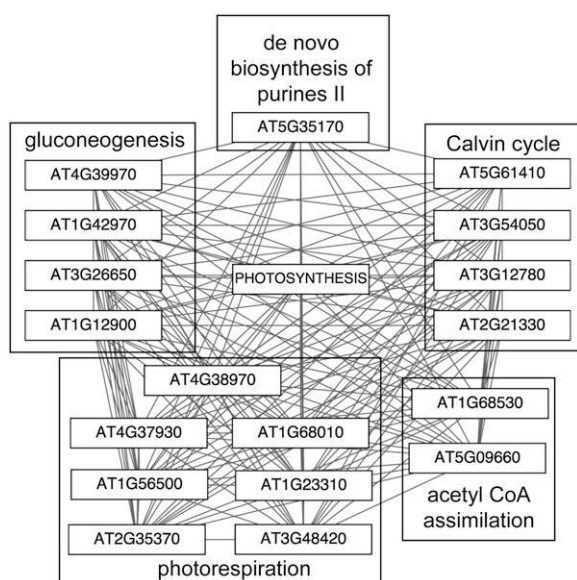 de novo
biosynthesis of
purines II
AT5G35170
gluconeogenesis
AT4G39970
AT1G42970
AT3G26650
AT1G12900
Calvin cycle
AT5G61410
AT3G54050
AT3G12780
AT2G21330
PHOTOSYNTHESIS
AT4G38970
AT4G37930
AT1G68010
AT1G56500
AT1G23310
AT2G35370
AT3G48420
photorespiration
AT1G68530
AT5G09660
acetyl CoA
assimilation